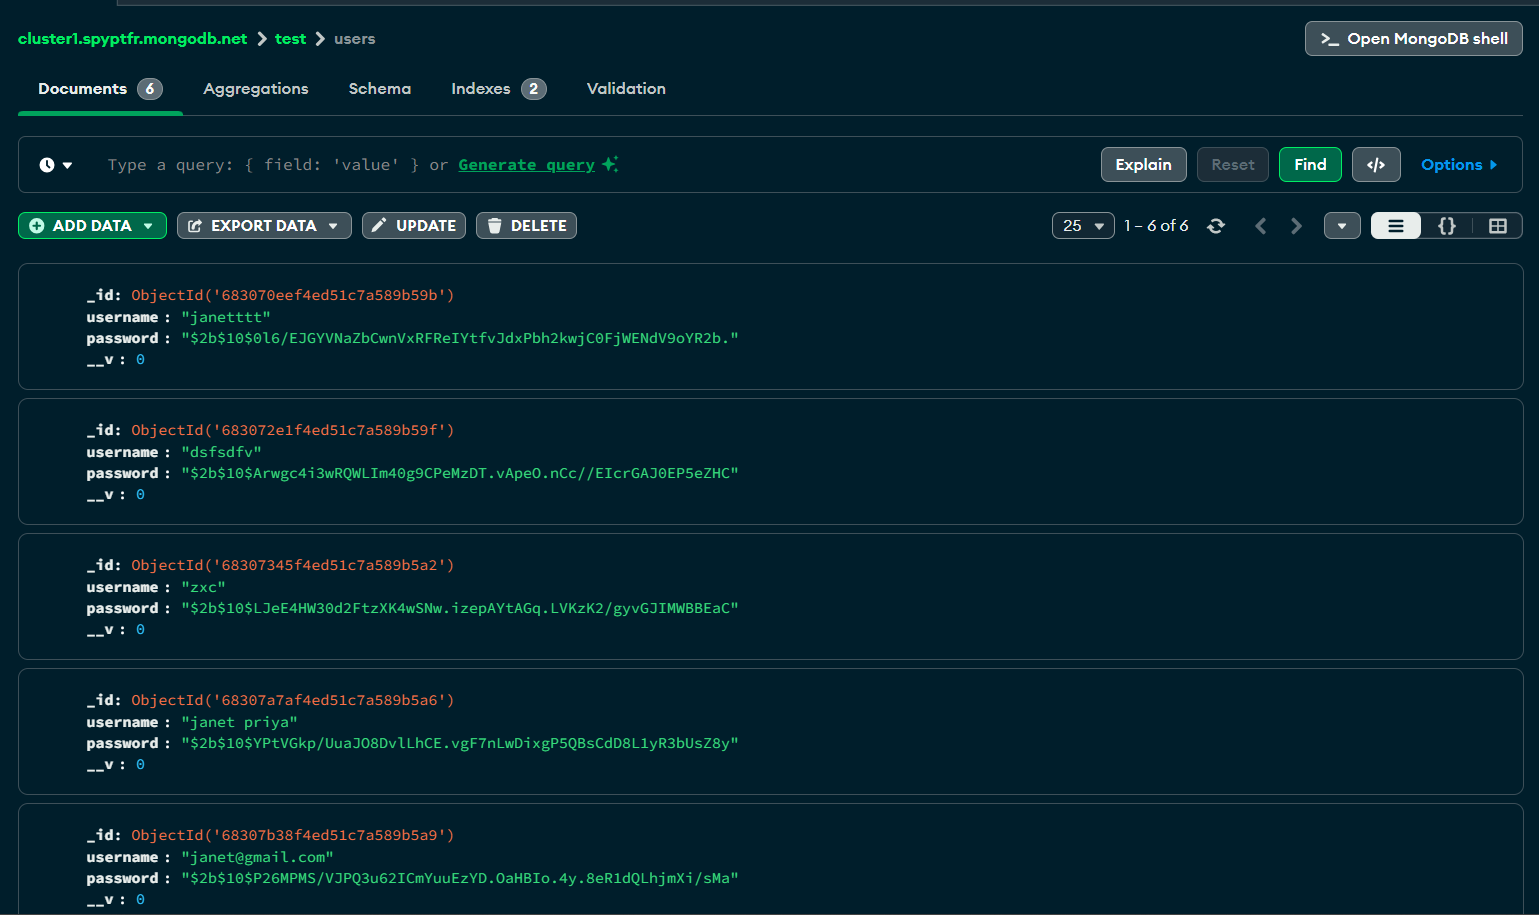 cluster1.spyptfr.mongodb.net > test > users
>_ Open MongoDB shell
Documents 6 Aggregations Schema Indexes 2 Validation
Type a query: { field: 'value' } or Generate query
Explain Reset Find </> Options
ADD DATA EXPORT DATA UPDATE DELETE
25 1 – 6 of 6 {}
_id: ObjectId('683070eef4ed51c7a589b59b')
username : "janetttt"
password : "$2b$10$0l6/EJGYVNaZbCwnVxRFReIYtfvJdxPbh2kwjC0FjWENdV9oYR2b."
__v : 0
_id: ObjectId('683072e1f4ed51c7a589b59f')
username : "dsfsdfv"
password : "$2b$10$Arwgc4i3wRQWLIm40g9CPeMzDT.vApeO.nCc//EIcrGAJ0EP5eZHC"
__v : 0
_id: ObjectId('68307345f4ed51c7a589b5a2')
username : "zxc"
password : "$2b$10$LJeE4HW30d2FtzXK4wSNw.izepAYtAGq.LVKzK2/gyvGJIMWBBEaC"
__v : 0
_id: ObjectId('68307a7af4ed51c7a589b5a6')
username : "janet priya"
password : "$2b$10$YPtVGkp/UuaJO8DvlLhCE.vgF7nLwDixgP5QBsCdD8L1yR3bUsZ8y"
__v : 0
_id: ObjectId('68307b38f4ed51c7a589b5a9')
username : "janet@gmail.com"
password : "$2b$10$P26MPMS/VJPQ3u62ICmYuuEzYD.OaHBIo.4y.8eR1dQLhjmXi/sMa"
__v : 0